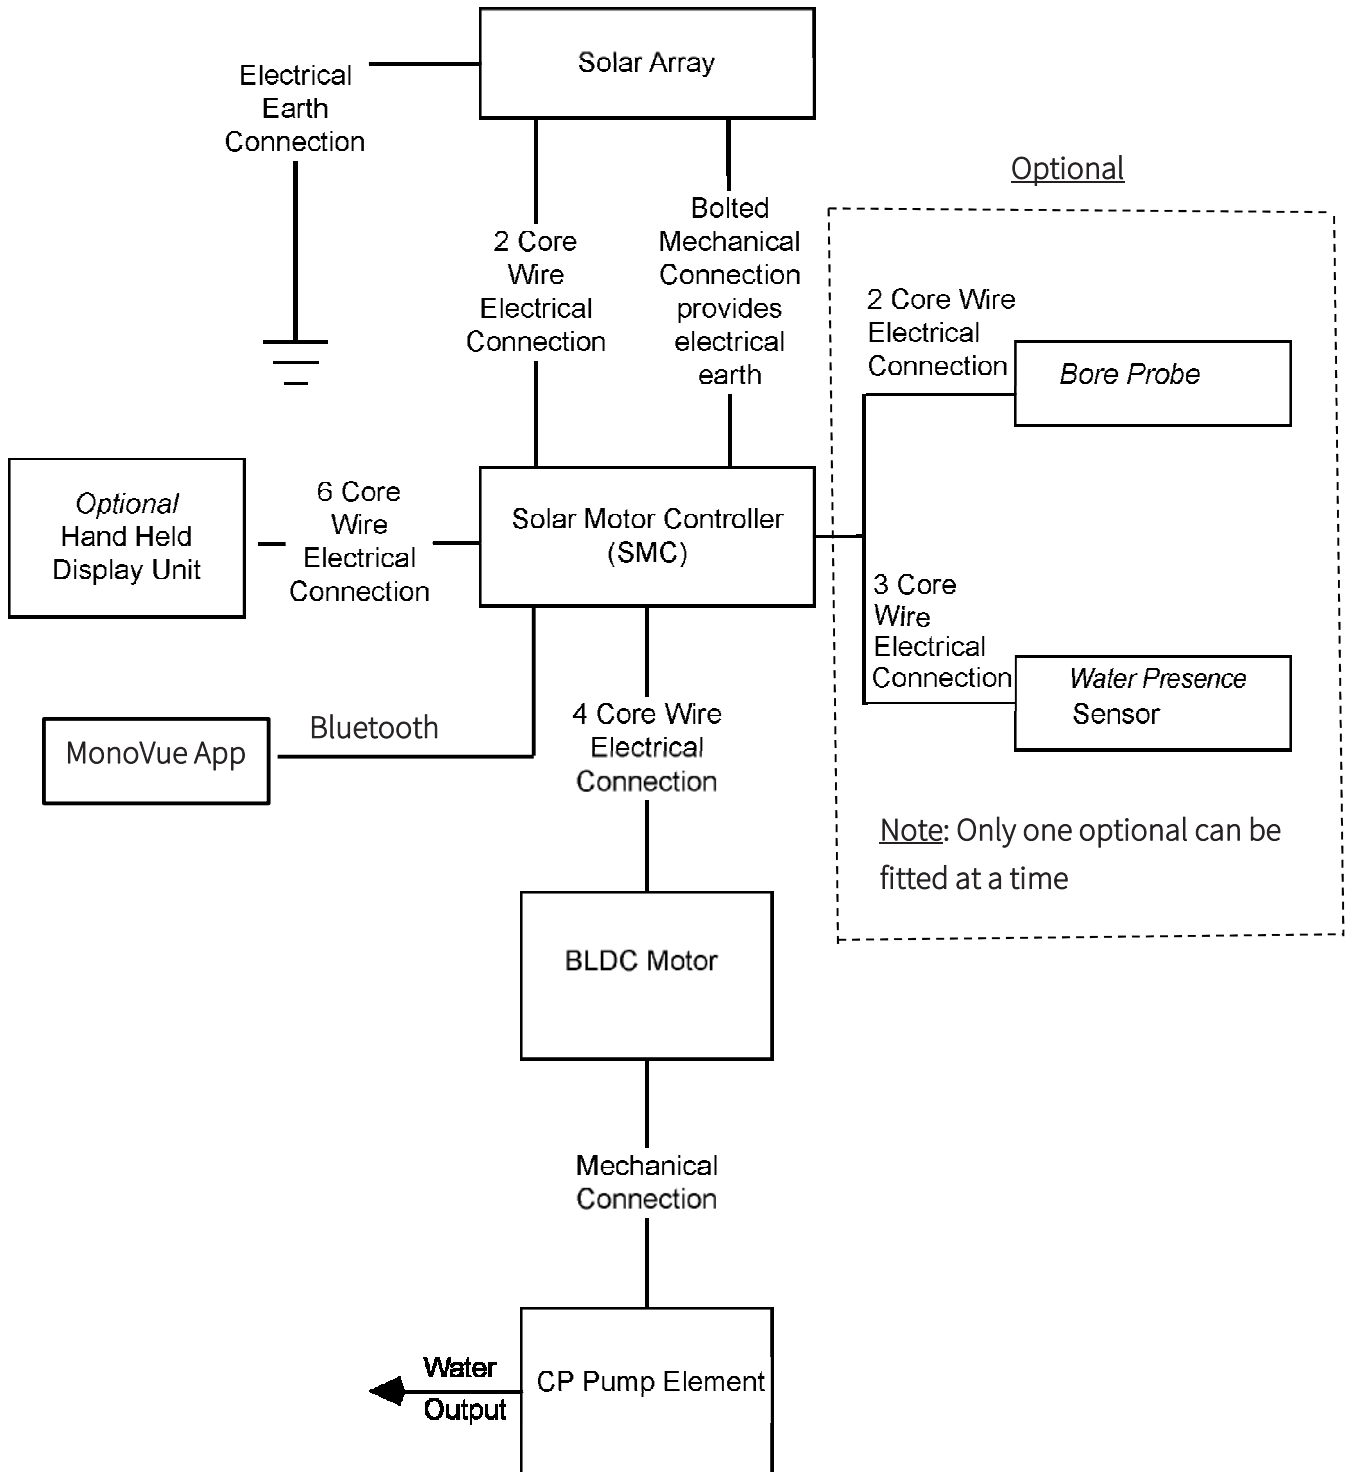 Solar Array
Electrical
Earth
Connection
2 Core
Wire
Electrical
Connection
Bolted
Mechanical
Connection
provides
electrical
earth
Optional
2 Core Wire
Electrical
Connection
Bore Probe
Optional
Hand Held
Display Unit
6 Core
Wire
Electrical
Connection
Solar Motor Controller
(SMC)
3 Core
Wire
Electrical
Connection
Water Presence
Sensor
MonoVue App
Bluetooth
4 Core Wire
Electrical
Connection
Note: Only one optional can be
fitted at a time
BLDC Motor
Mechanical
Connection
Water
Output
CP Pump Element